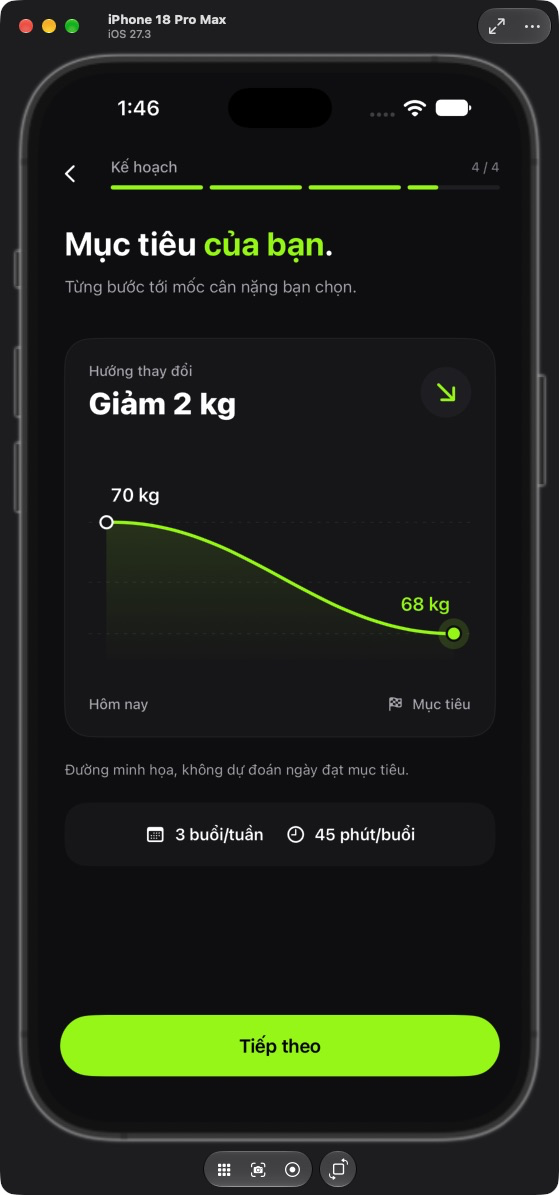 iPhone 18 Pro Max
iOS 27.3
1:46
Kế hoạch
4 / 4
Mục tiêu của bạn.
Từng bước tới mốc cân nặng bạn chọn.
Hướng thay đổi
Giảm 2 kg
70 kg
68 kg
Hôm nay
Mục tiêu
Đường minh họa, không dự đoán ngày đạt mục tiêu.
3 buổi/tuần
45 phút/buổi
Tiếp theo